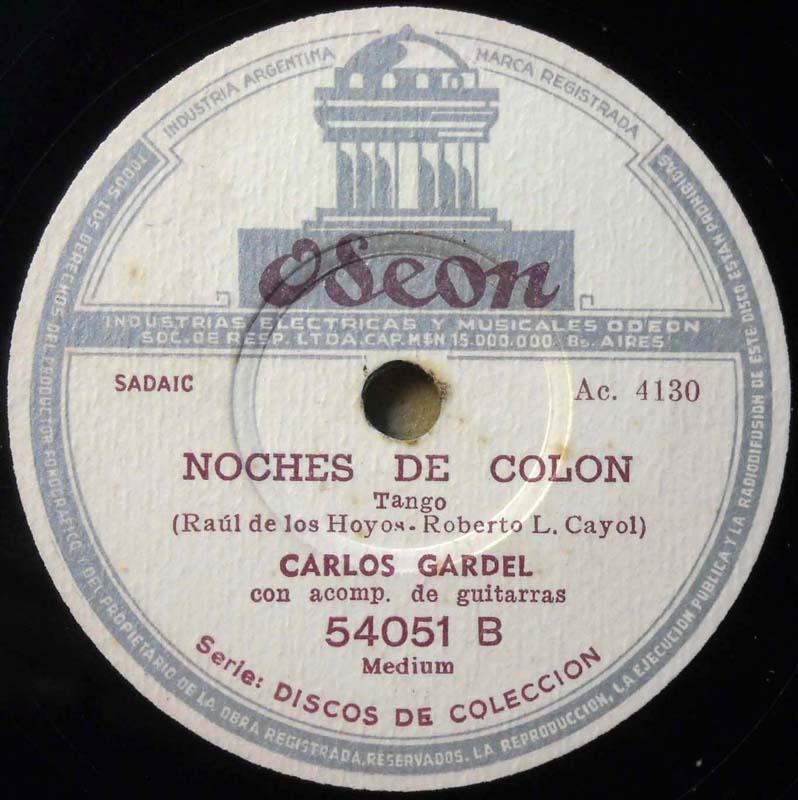 INDUSTRIA ARGENTINA
MARCA REGISTRADA
Odeon
INDUSTRIAS ELECTRICAS Y MUSICALES ODEON
SOC. DE RESP. LTDA. CAP. M$N 15.000.000 Bs. AIRES
SADAIC
Ac. 4130
NOCHES DE COLON
Tango
(Raúl de los Hoyos - Roberto L. Cayol)
CARLOS GARDEL
con acomp. de guitarras
54051 B
Medium
Serie: DISCOS DE COLECCION
TODOS LOS DERECHOS DEL PRODUCTOR FONOGRAFICO Y DEL PROPIETARIO DE LA OBRA REGISTRADA, RESERVADOS. LA REPRODUCCION, LA EJECUCION PUBLICA Y LA RADIODIFUSION DE ESTE DISCO ESTAN PROHIBIDAS